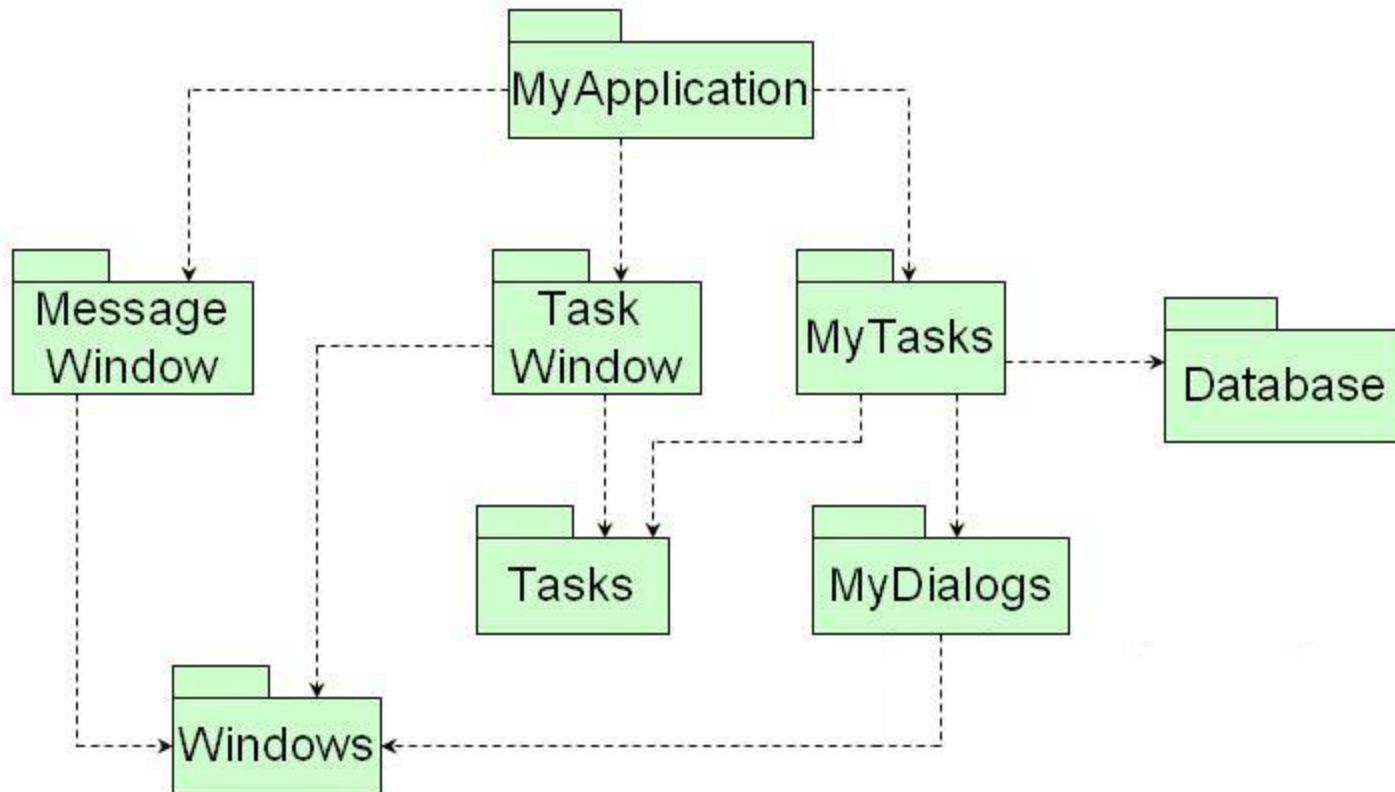 MyApplication
Message
Window
Task
Window
MyTasks
Database
Tasks
MyDialogs
Windows